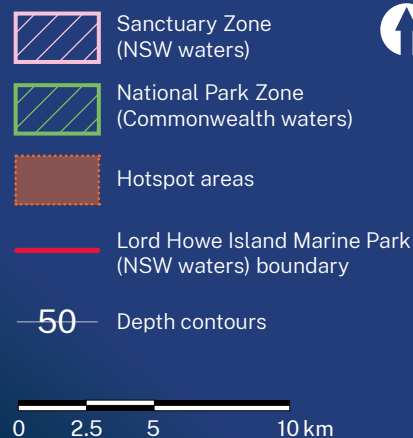 Sanctuary Zone
(NSW waters)
National Park Zone
(Commonwealth waters)
Hotspot areas
Lord Howe Island Marine Park
(NSW waters) boundary
50 Depth contours
0 2.5 5 10 km